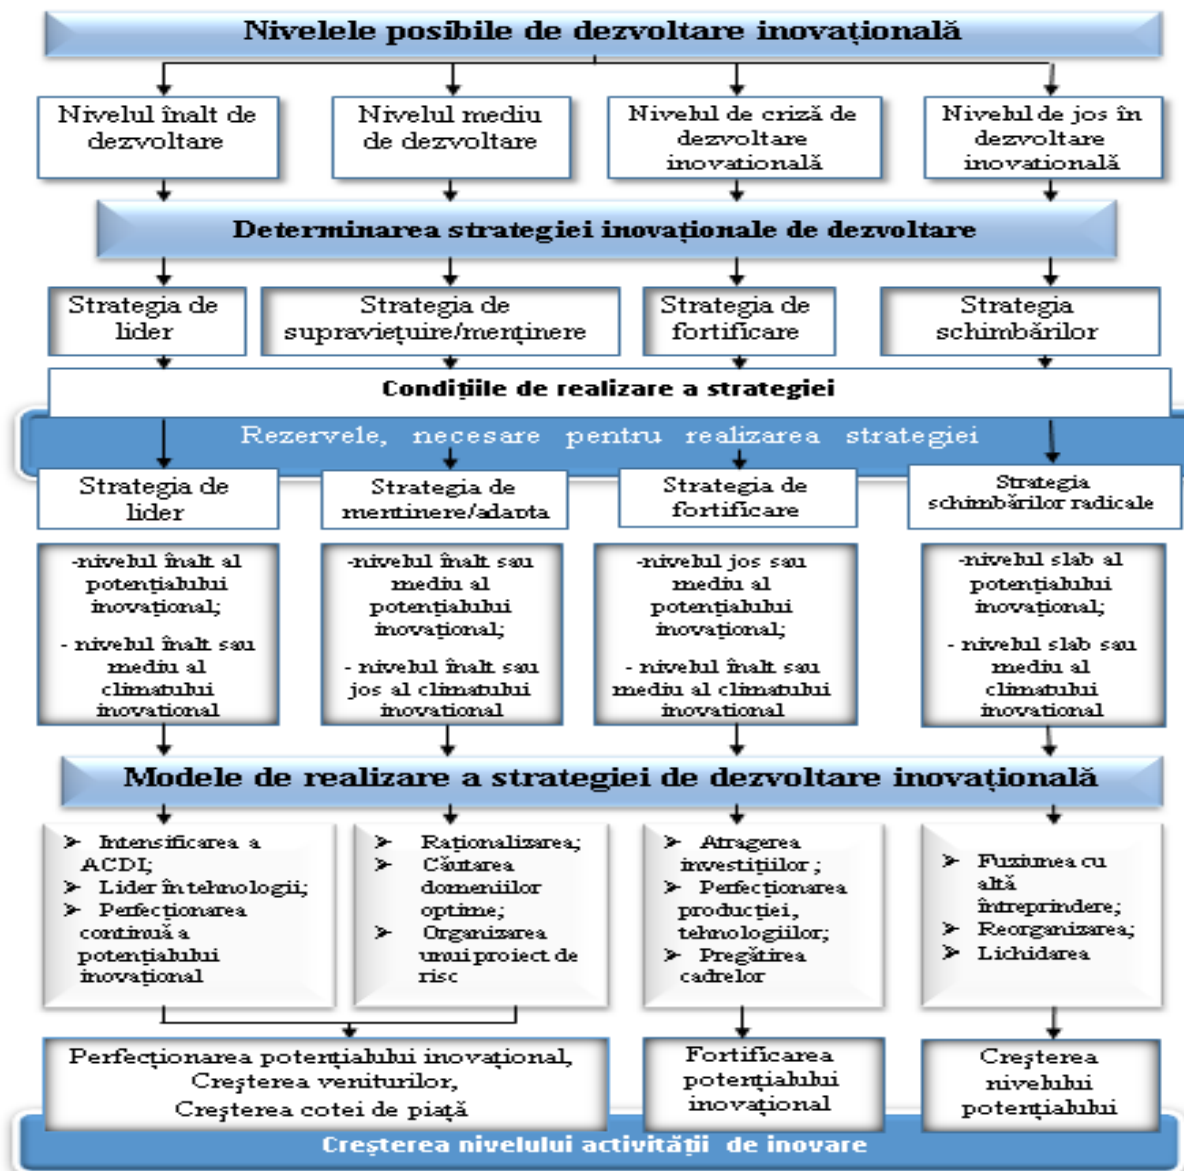 Nivelele posibile de dezvoltare inovațională
Nivelul înalt de
dezvoltare
Nivelul mediu
de dezvoltare
Nivelul de criză de
dezvoltare
inovațională
Nivelul de jos în
dezvoltare
inovațională
Determinarea strategiei inovaționale de dezvoltare
Strategia de
lider
Strategia de
supraviețuire/menținere
Strategia de
fortificare
Strategia
schimbărilor
Condițiile de realizare a strategiei
Rezervele, necesare pentru realizarea strategiei
Strategia de
lider
Strategia de
menținere/adapta
Strategia de
fortificare
Strategia
schimbărilor radicale
-nivelul înalt al
potențialului
inovațional;
- nivelul înalt sau
mediu al
climatului
inovațional
-nivelul înalt sau
mediu al
potențialului
inovațional;
- nivelul înalt sau
jos al climatului
inovațional
-nivelul jos sau
mediu al
potențialului
inovațional;
- nivelul înalt sau
mediu al climatului
inovațional
-nivelul slab al
potențialului
inovațional;
- nivelul slab sau
mediu al
climatului
inovațional
Modele de realizare a strategiei de dezvoltare inovațională
➢ Intensificarea a
ACDI;
➢ Lider în tehnologii;
➢ Perfecționarea
continuă a
potențialului
inovațional
➢ Raționalizarea;
➢ Căutarea
domeniilor
optime;
➢ Organizarea
unui proiect de
risc
➢ Atragerea
investițiilor ;
➢ Perfecționarea
producției,
tehnologiilor;
➢ Pregătirea
cadrelor
➢ Fuziunea cu
altă
întreprindere;
➢ Reorganizarea;
➢ Lichidarea
Perfecționarea potențialului inovațional,
Creșterea veniturilor,
Creșterea cotei de piață
Fortificarea
potențialului
inovațional
Creșterea
nivelului
potențialului
Creșterea nivelului activității de inovare